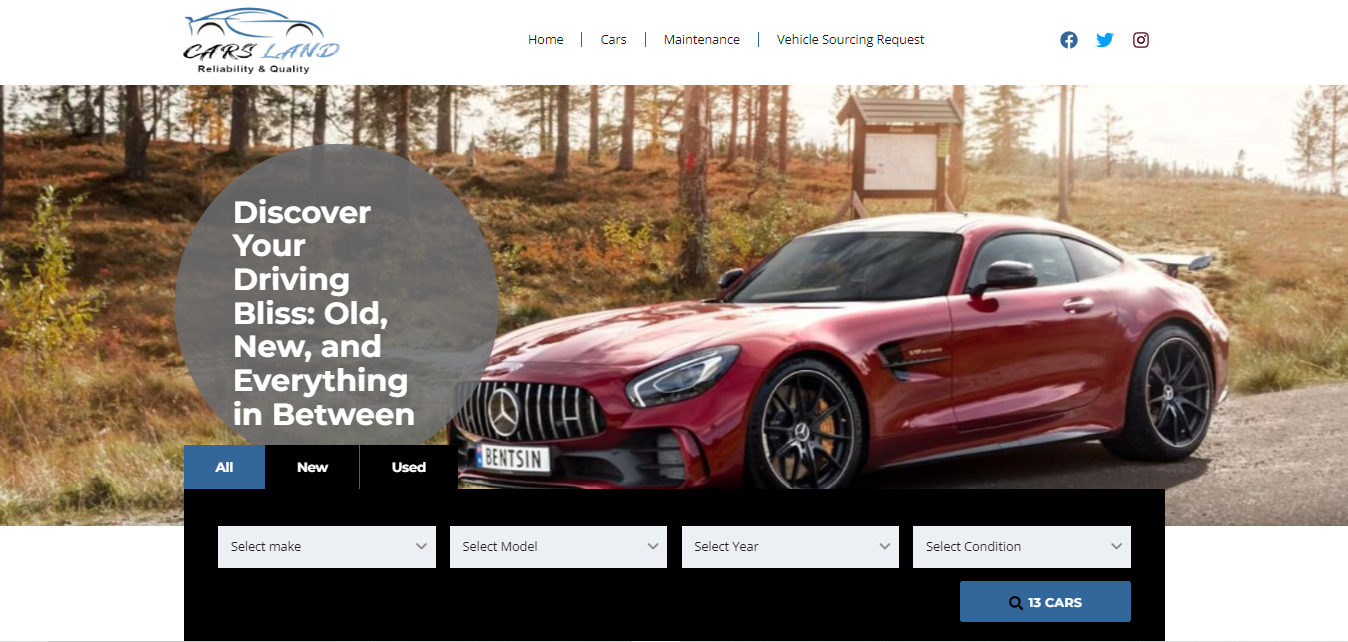 CARS LAND
Reliability & Quality
Home
Cars
Maintenance
Vehicle Sourcing Request
Discover
Your
Driving
Bliss: Old,
New, and
Everything
in Between
BENTSIN
All
New
Used
Select make
Select Model
Select Year
Select Condition
13 CARS